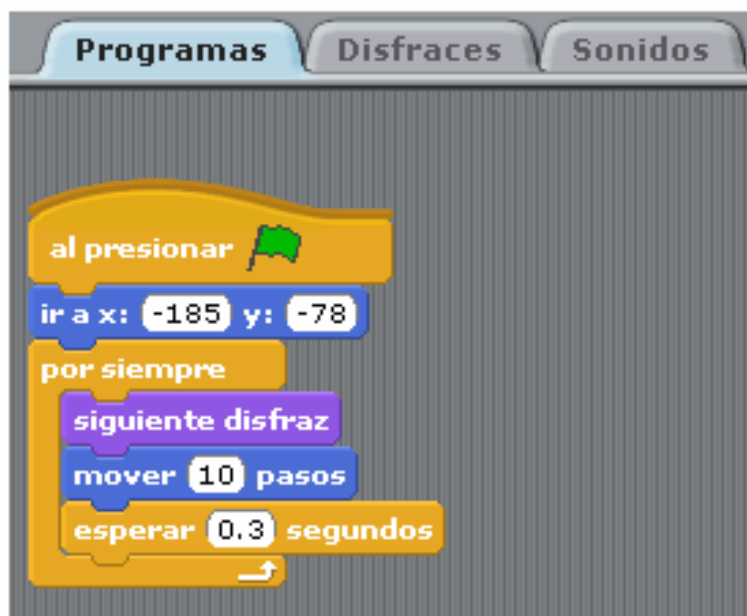 Programas Disfraces Sonidos
al presionar
ir a x: -185 y: -78
por siempre
siguiente disfraz
mover 10 pasos
esperar 0.3 segundos